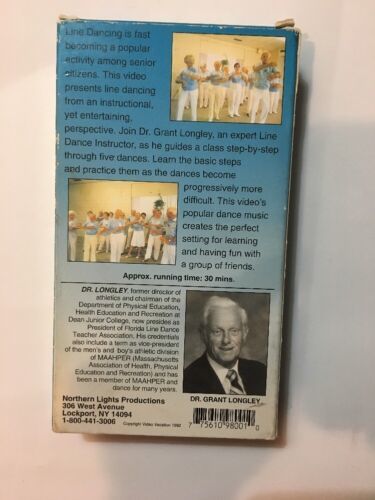 Line Dancing is fast
becoming a popular
activity among senior
citizens. This video
presents line dancing
from an instructional,
yet entertaining,
perspective. Join Dr. Grant Longley, an expert Line
Dance Instructor, as he guides a class step-by-step
through five dances. Learn the basic steps
and practice them as the dances become
progressively more
difficult. This video's
popular dance music
creates the perfect
setting for learning
and having fun with
a group of friends.
Approx. running time: 30 mins.
DR. LONGLEY, former director of
athletics and chairman of the
Department of Physical Education,
Health Education and Recreation at
Dean Junior College, now presides as
President of Florida Line Dance
Teacher Association. His credentials
also include a term as vice-president
of the men's and boy's athletic division
of MAAHPER (Massachusetts
Association of Health, Physical
Education and Recreation) and has
been a member of MAAHPER and
dance for many years.
DR. GRANT LONGLEY
Northern Lights Productions
306 West Avenue
Lockport, NY 14094
1-800-441-3006
Copyright Video Vacation 1992
7 75610 98001 0